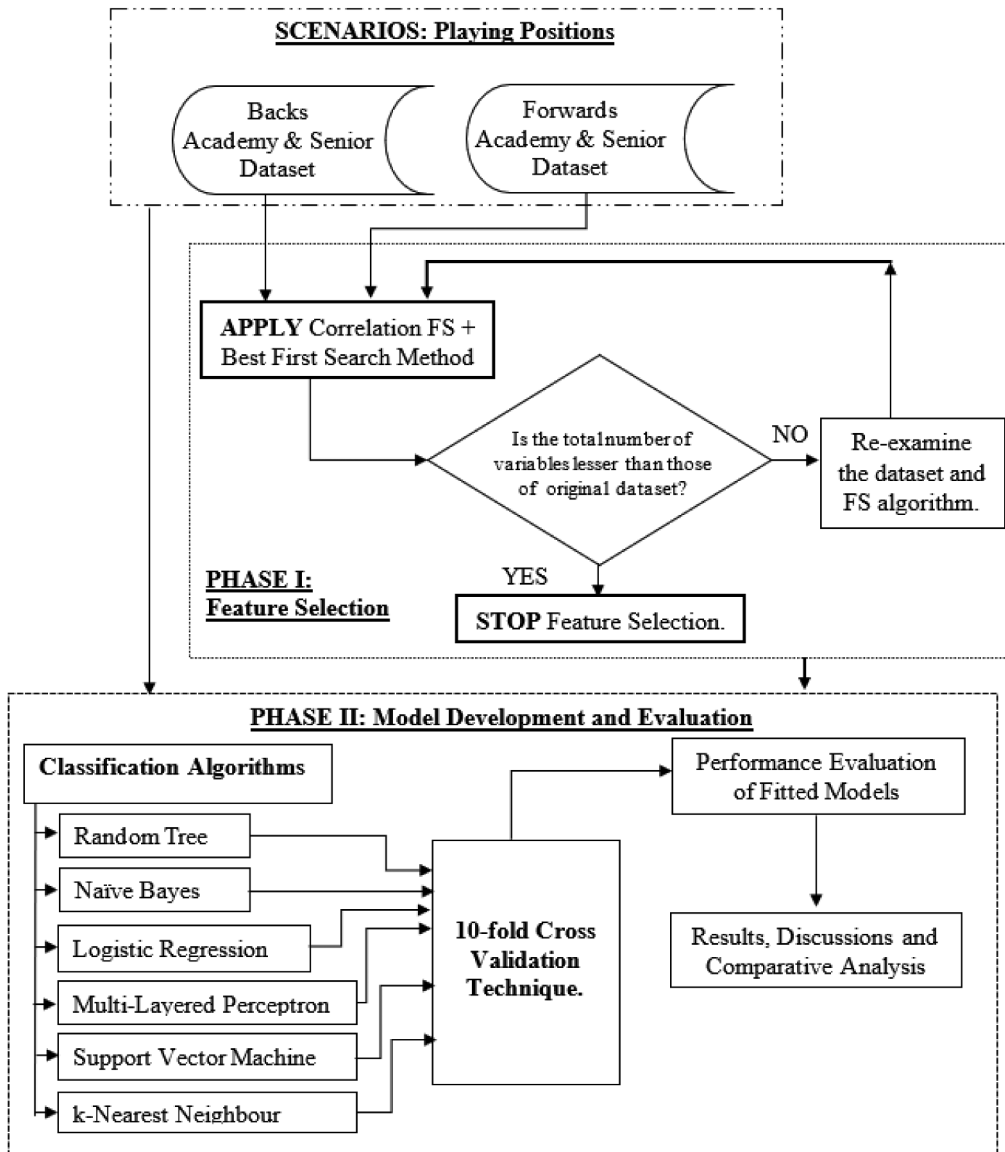 SCENARIOS: Playing Positions
Backs
Academy & Senior
Dataset
Forwards
Academy & Senior
Dataset
APPLY Correlation FS +
Best First Search Method
Is the total number of
variables lesser than those
of original dataset?
NO
Re-examine
the dataset and
FS algorithm.
YES
PHASE I:
Feature Selection
STOP Feature Selection.
PHASE II: Model Development and Evaluation
Classification Algorithms
Random Tree
Naïve Bayes
Logistic Regression
Multi-Layered Perceptron
Support Vector Machine
k-Nearest Neighbour
10-fold Cross
Validation
Technique.
Performance Evaluation
of Fitted Models
Results, Discussions and
Comparative Analysis